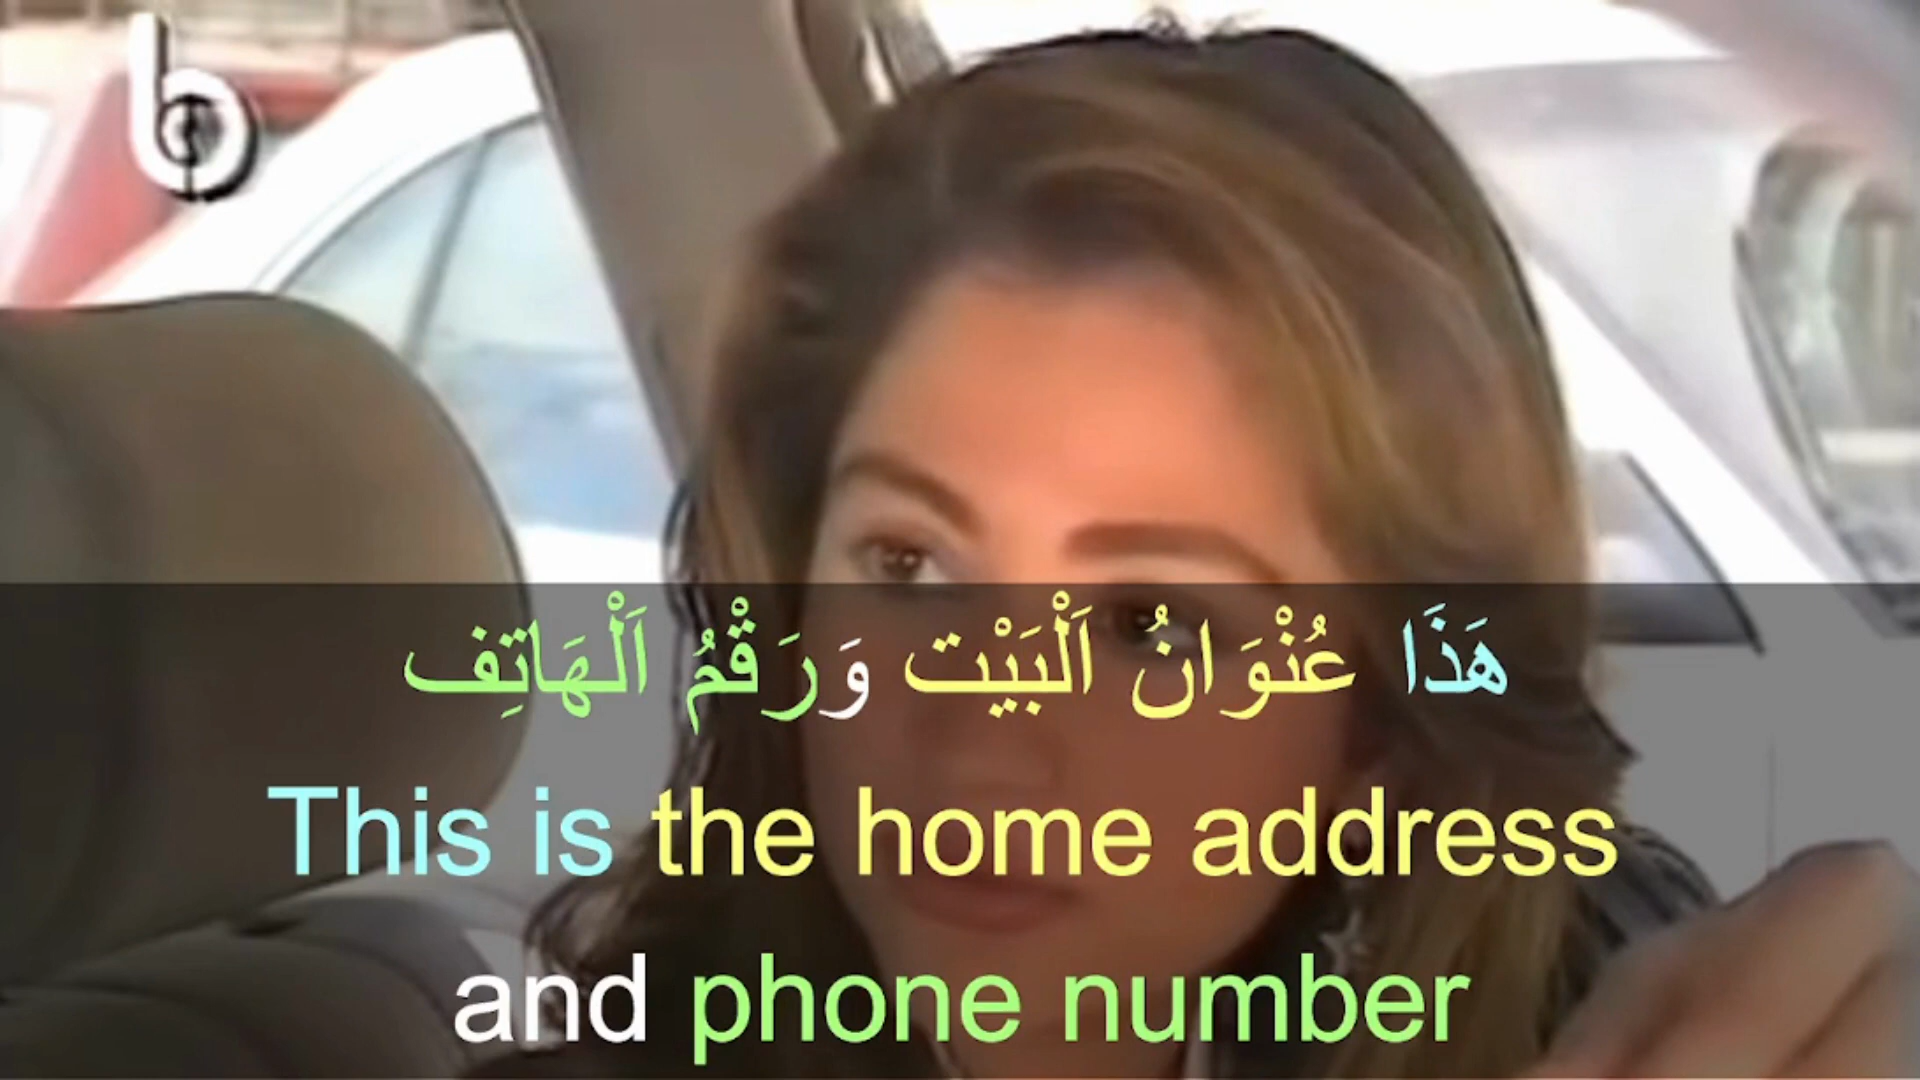 b
هَذَا عُنْوَانُ اَلْبَيْت وَرَقْمُ اَلْهَاتِف
This is the home address
and phone number